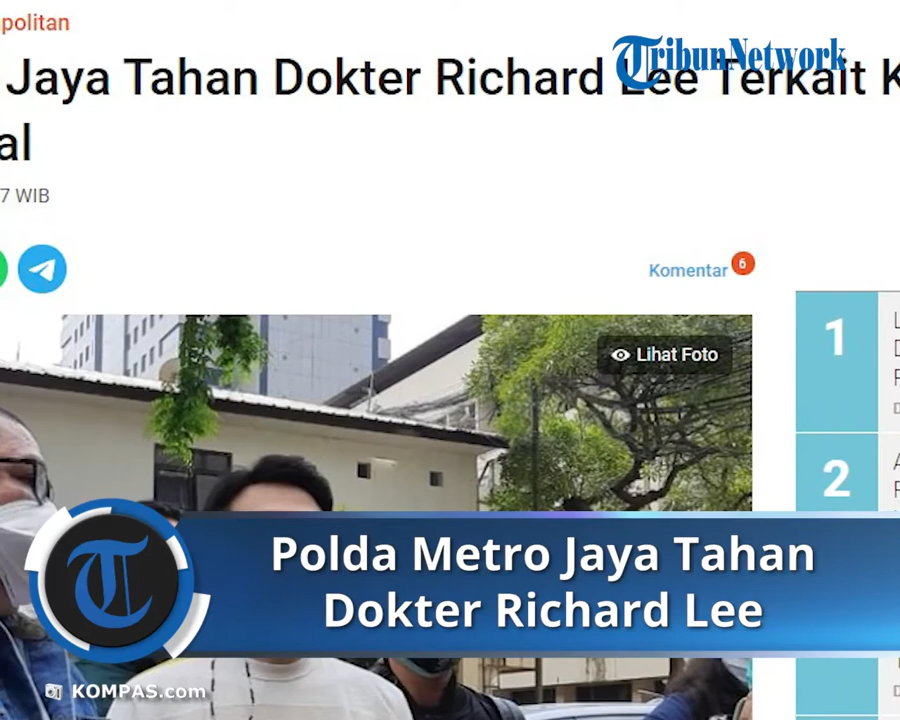 politan
TribunNetwork
Jaya Tahan Dokter Richard Lee Terkait K
al
7 WIB
Komentar 6
Lihat Foto
1
L
D
P
2
A
P
Polda Metro Jaya Tahan
Dokter Richard Lee
T
KOMPAS.com